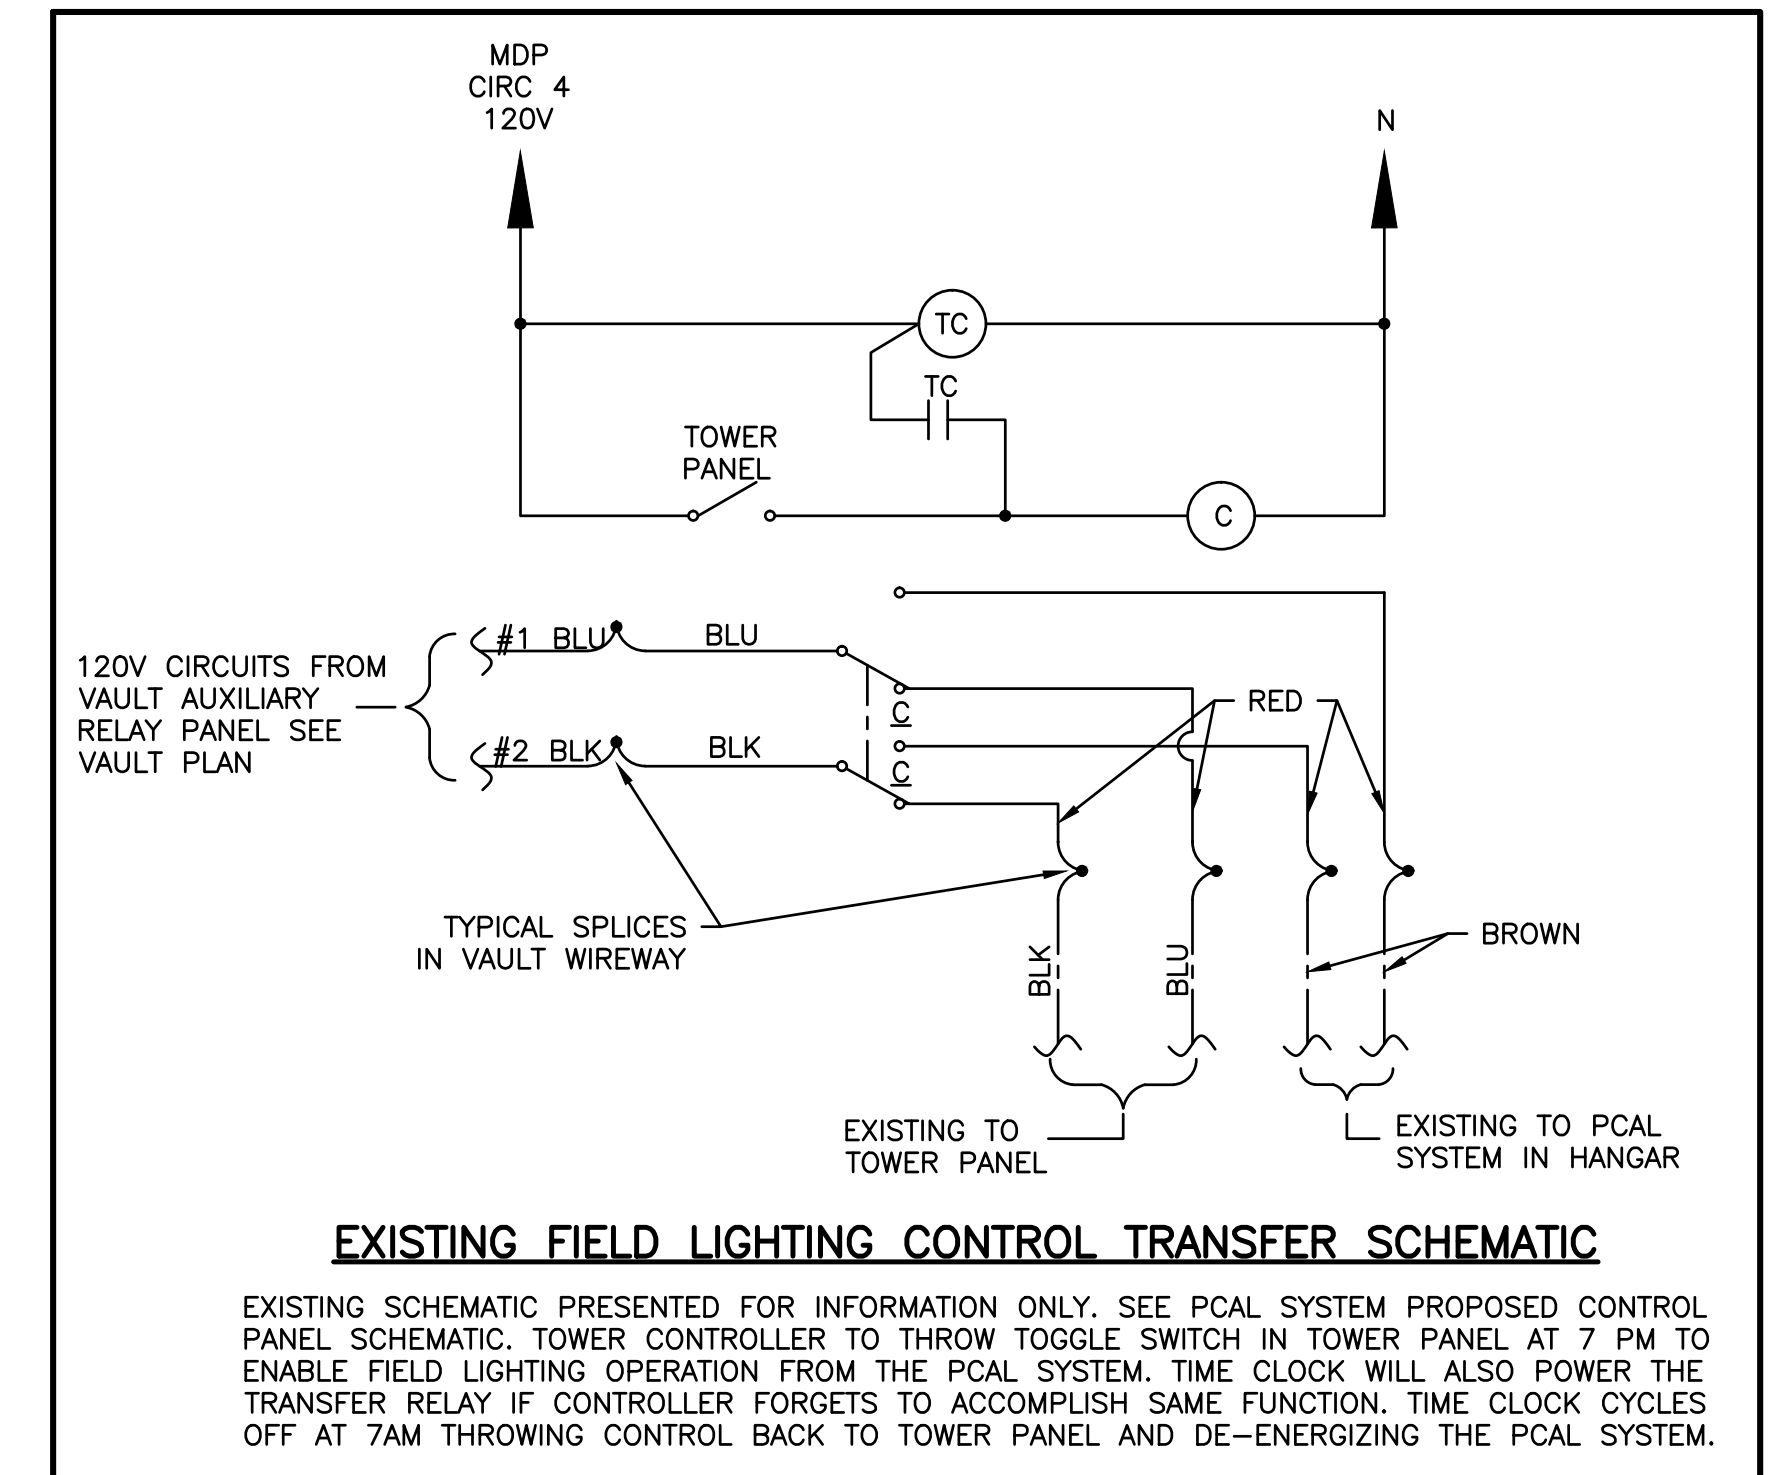 MDP
CIRC 4
120V
N
TC
TC
TOWER
PANEL
C
#1 BLU
BLU
120V CIRCUITS FROM
VAULT AUXILIARY
RELAY PANEL SEE
VAULT PLAN
RED
C
#2 BLK
BLK
C
TYPICAL SPLICES
IN VAULT WIREWAY
BROWN
BLK
BLU
EXISTING TO
TOWER PANEL
EXISTING TO PCAL
SYSTEM IN HANGAR
EXISTING FIELD LIGHTING CONTROL TRANSFER SCHEMATIC
EXISTING SCHEMATIC PRESENTED FOR INFORMATION ONLY. SEE PCAL SYSTEM PROPOSED CONTROL
PANEL SCHEMATIC. TOWER CONTROLLER TO THROW TOGGLE SWITCH IN TOWER PANEL AT 7 PM TO
ENABLE FIELD LIGHTING OPERATION FROM THE PCAL SYSTEM. TIME CLOCK WILL ALSO POWER THE
TRANSFER RELAY IF CONTROLLER FORGETS TO ACCOMPLISH SAME FUNCTION. TIME CLOCK CYCLES
OFF AT 7AM THROWING CONTROL BACK TO TOWER PANEL AND DE-ENERGIZING THE PCAL SYSTEM.